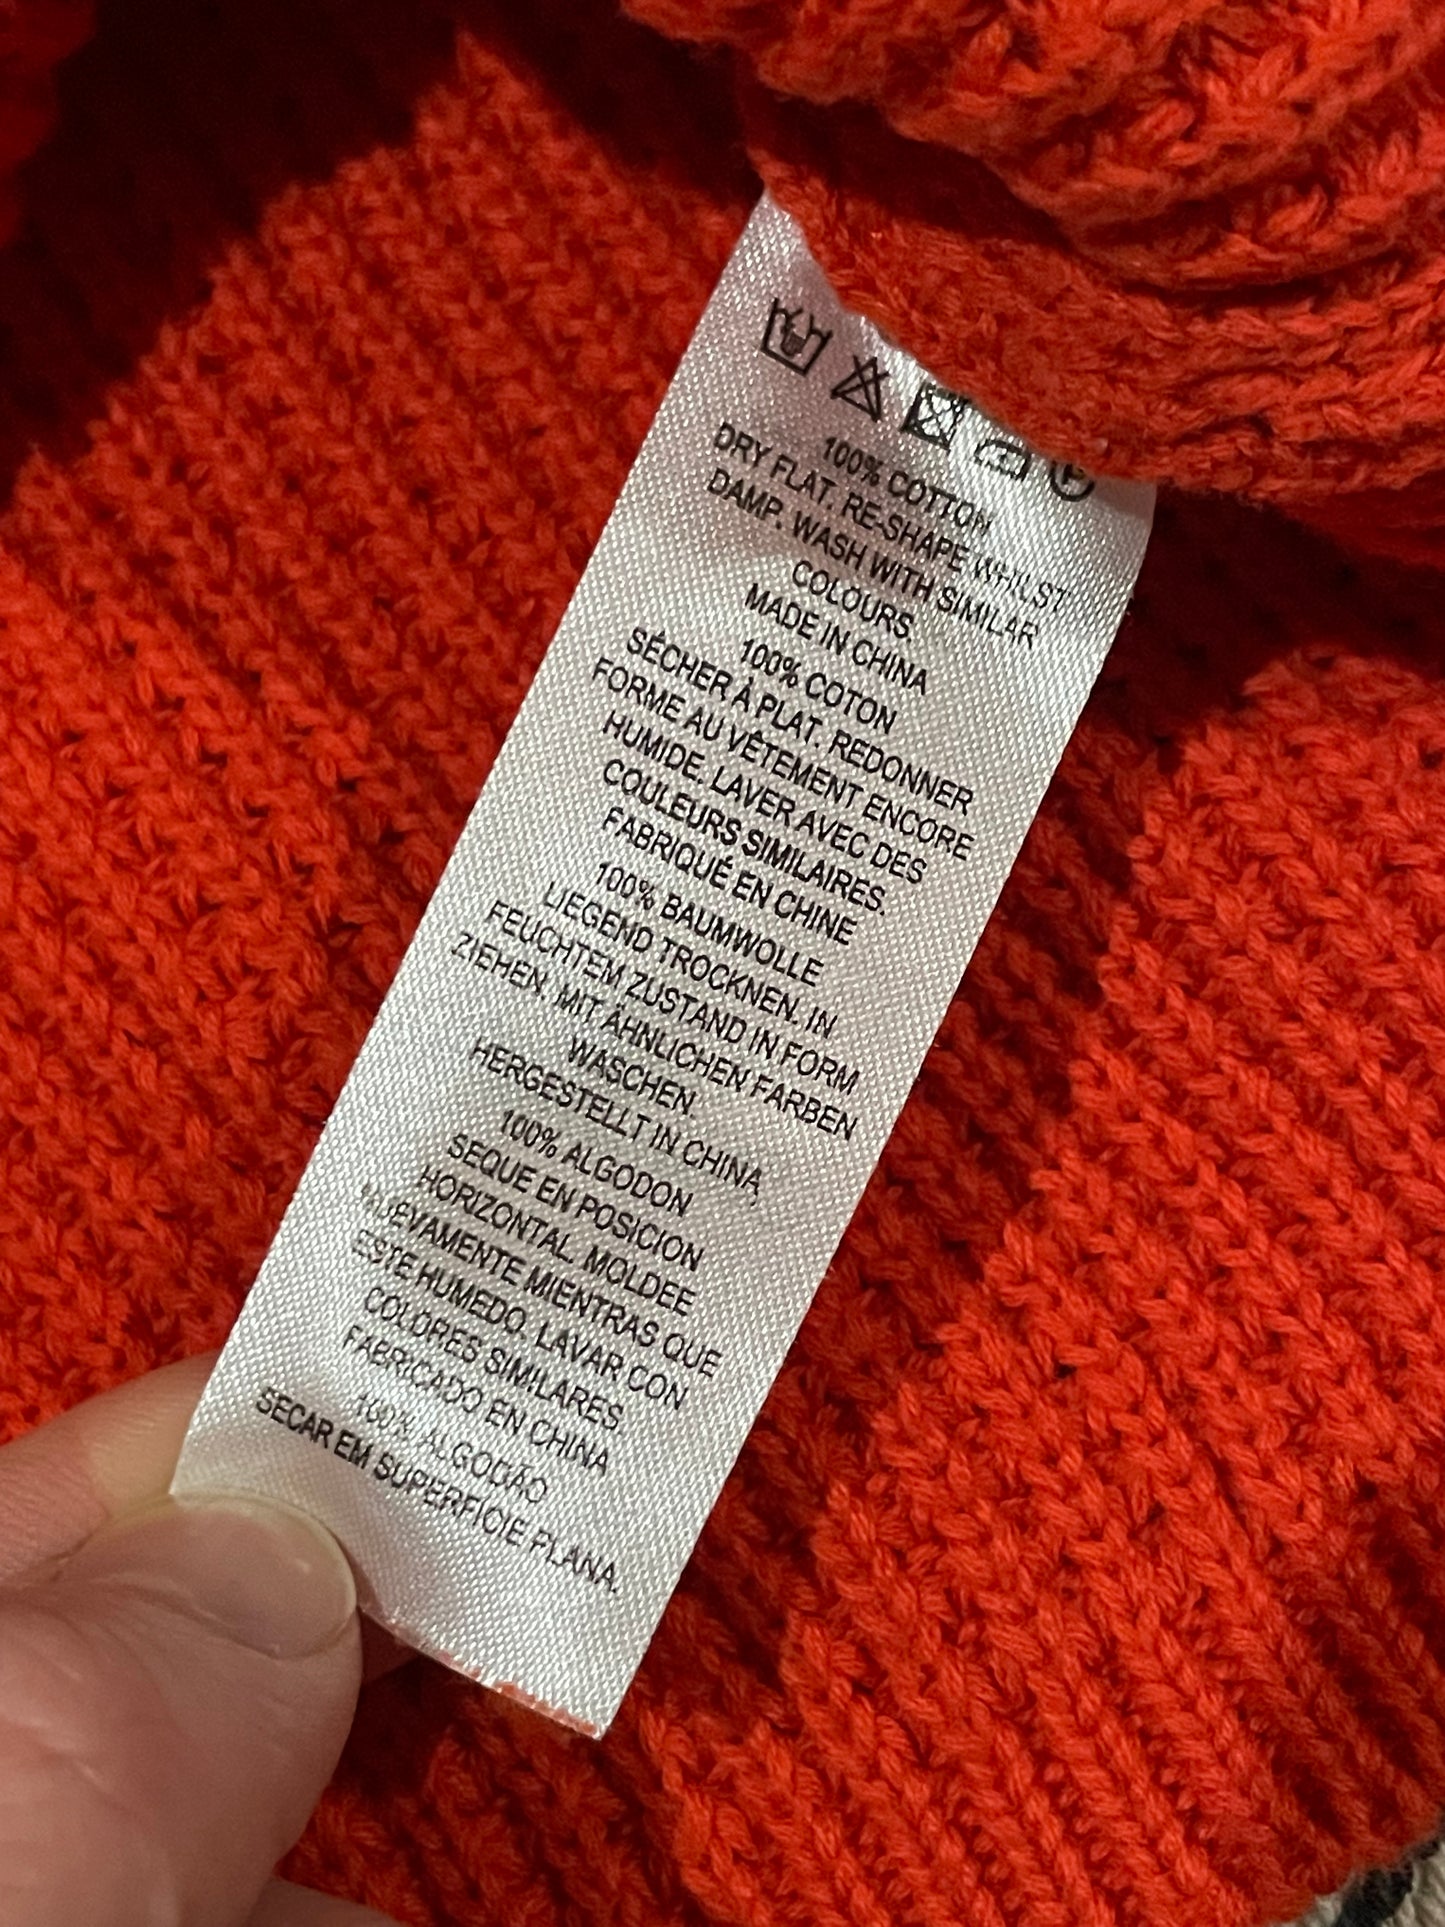 100% COTTON
DRY FLAT. RE-SHAPE WHILST
DAMP. WASH WITH SIMILAR
COLOURS.
MADE IN CHINA
100% COTON
SÉCHER À PLAT. REDONNER
FORME AU VÊTEMENT ENCORE
HUMIDE. LAVER AVEC DES
COULEURS SIMILAIRES.
FABRIQUÉ EN CHINE
100% BAUMWOLLE
LIEGEND TROCKNEN. IN
FEUCHTEM ZUSTAND IN FORM
ZIEHEN. MIT ÄHNLICHEN FARBEN
WASCHEN.
HERGESTELLT IN CHINA
100% ALGODON
SEQUE EN POSICION
HORIZONTAL. MOLDEE
NUEVAMENTE MIENTRAS QUE
ESTE HUMEDO. LAVAR CON
COLORES SIMILARES.
FABRICADO EN CHINA
100% ALGODÃO
SECAR EM SUPERFÍCIE PLANA.